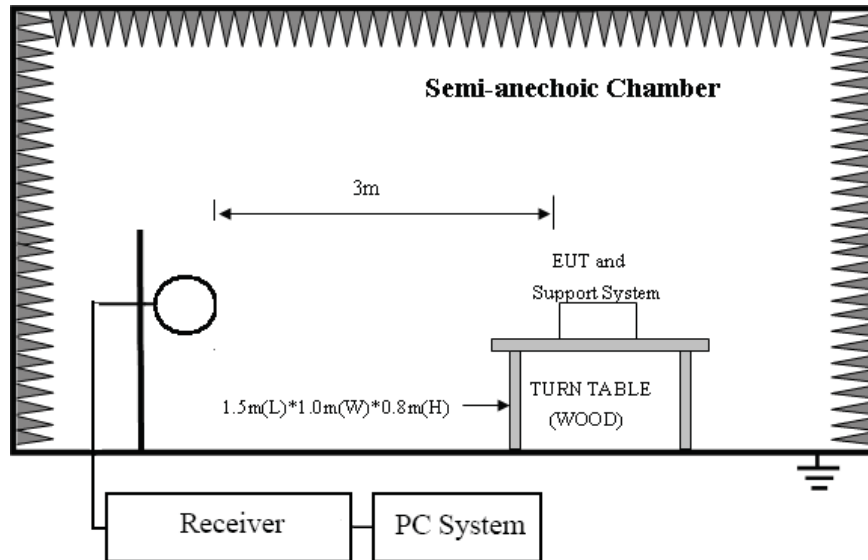 Semi-anechoic Chamber
3m
EUT and
Support System
1.5m(L)*1.0m(W)*0.8m(H)
TURN TABLE
(WOOD)
Receiver
PC System